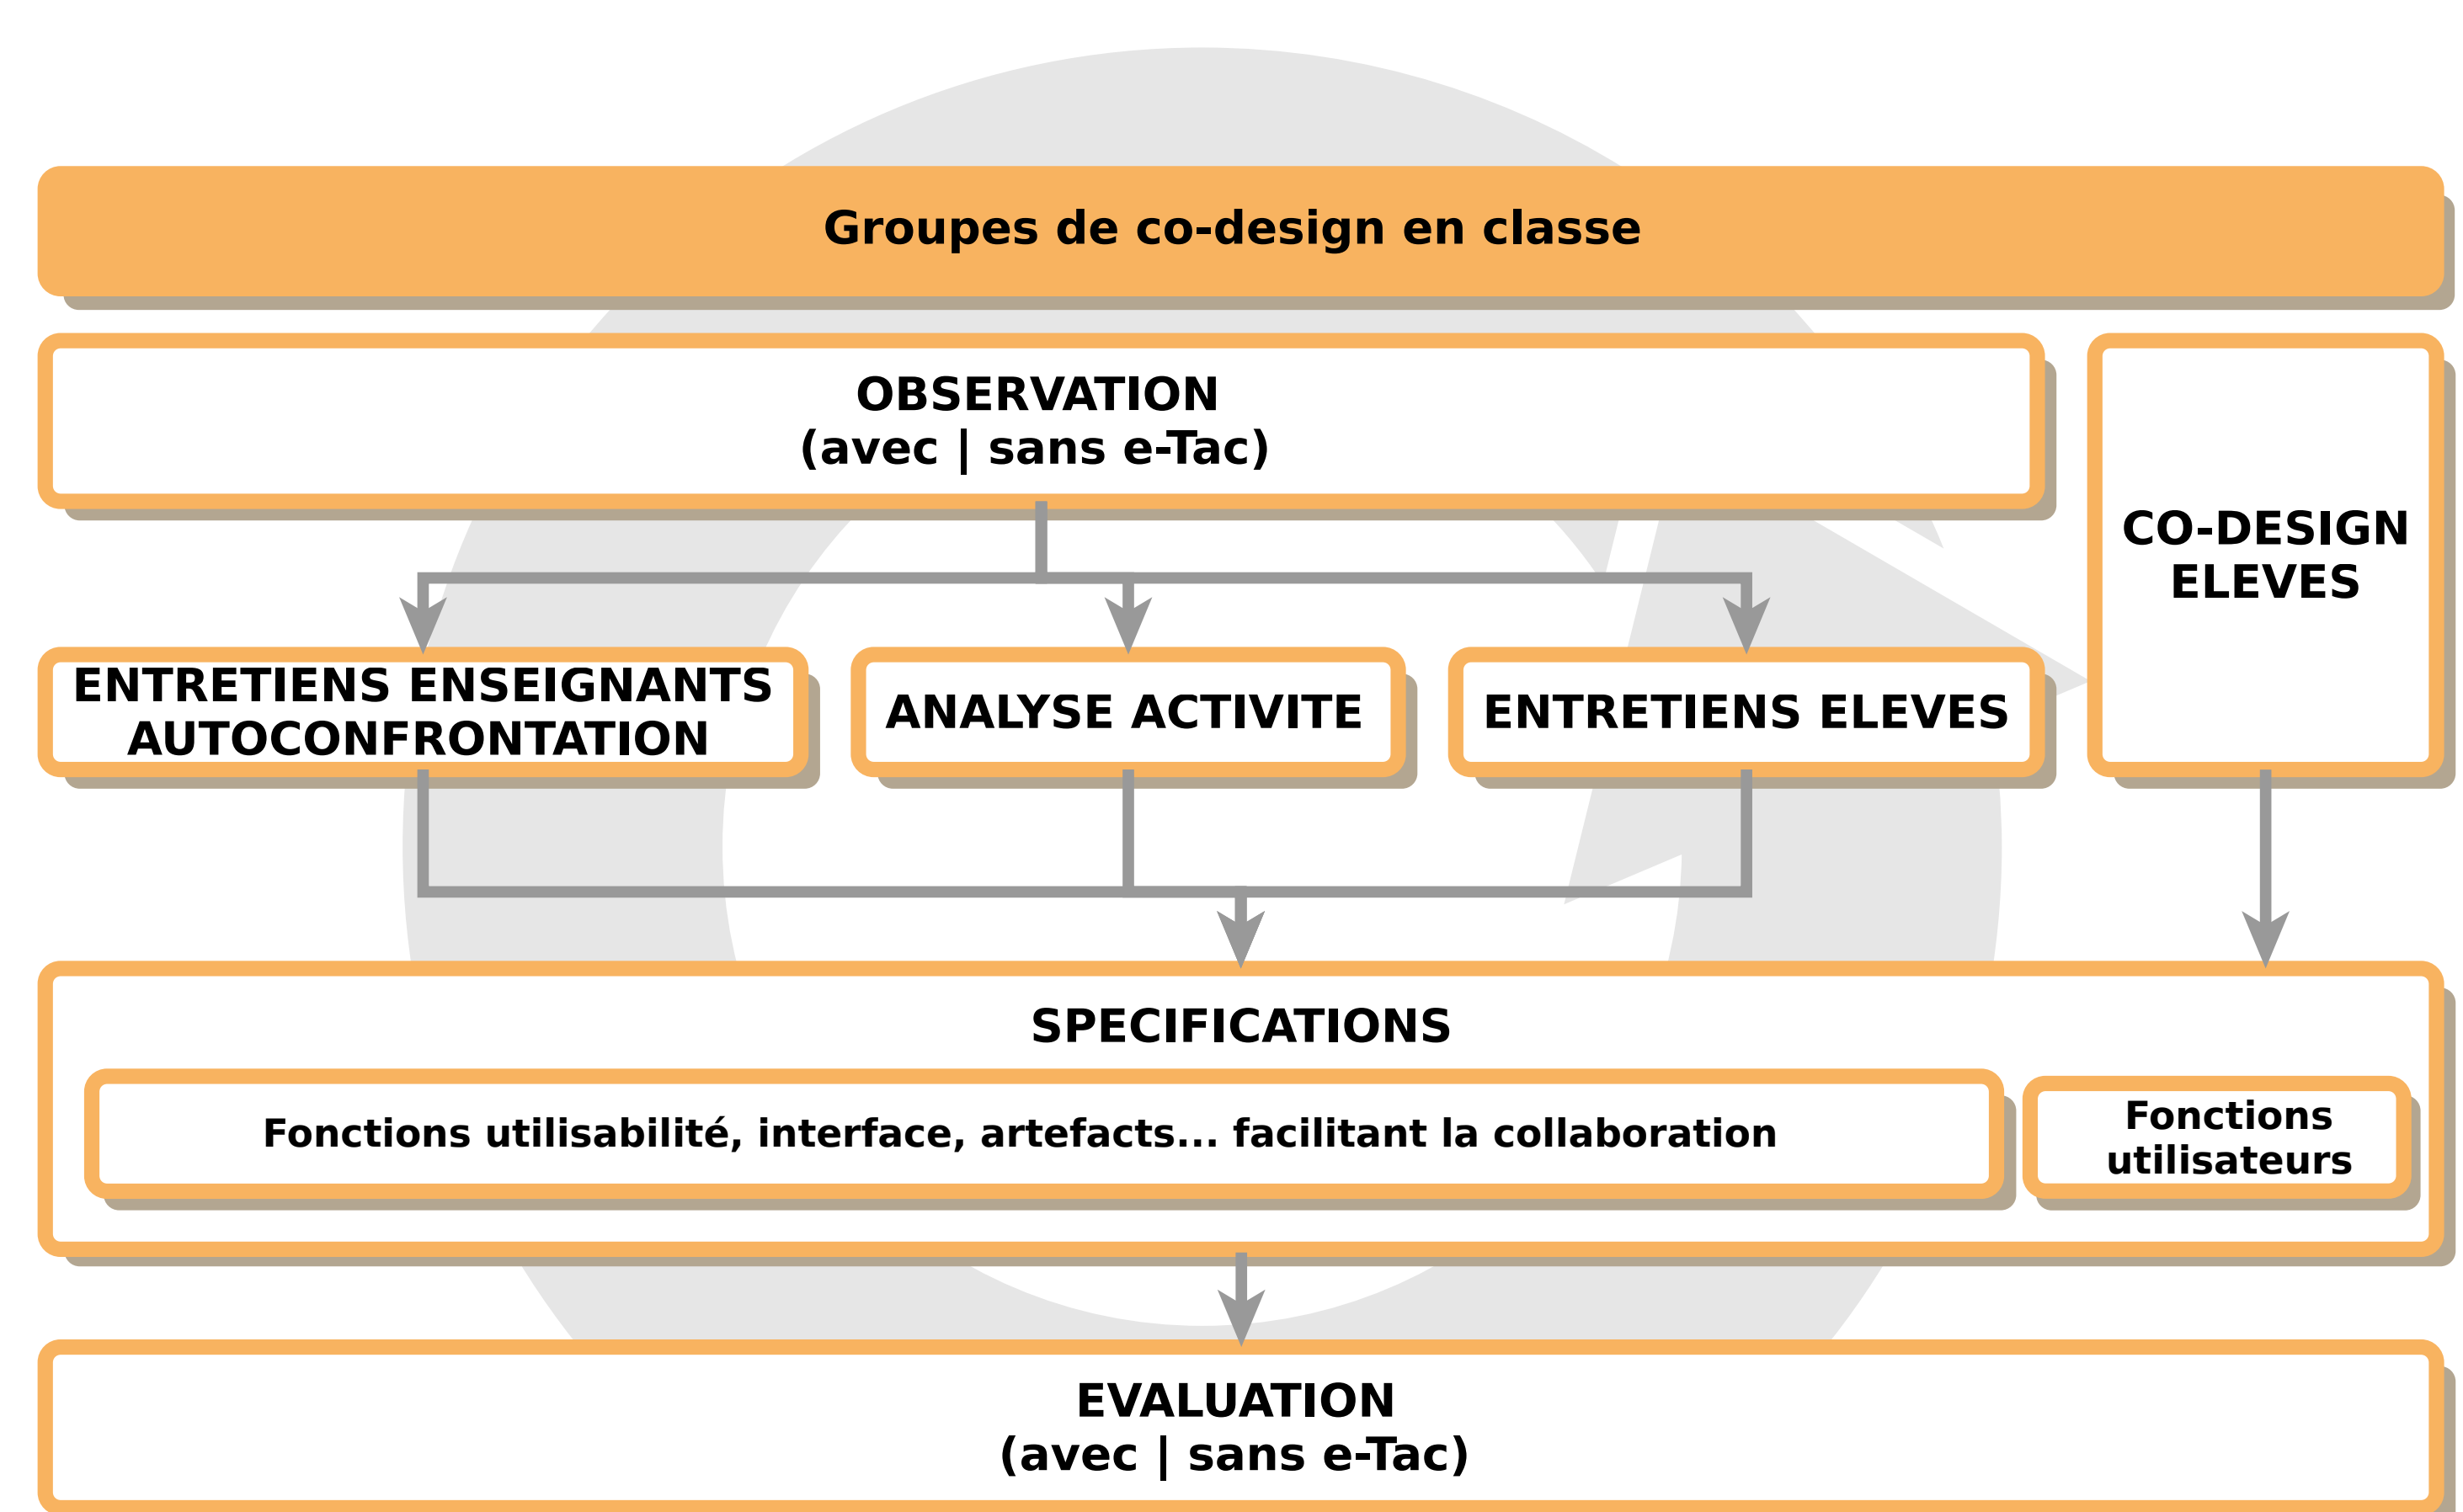 Groupes de co-design en classe
OBSERVATION
(avec | sans e-Tac)
CO-DESIGN
ELEVES
ENTRETIENS ENSEIGNANTS
AUTOCONFRONTATION
ANALYSE ACTIVITE
ENTRETIENS ELEVES
SPECIFICATIONS
Fonctions utilisabilité, interface, artefacts... facilitant la collaboration
Fonctions
utilisateurs
EVALUATION
(avec | sans e-Tac)